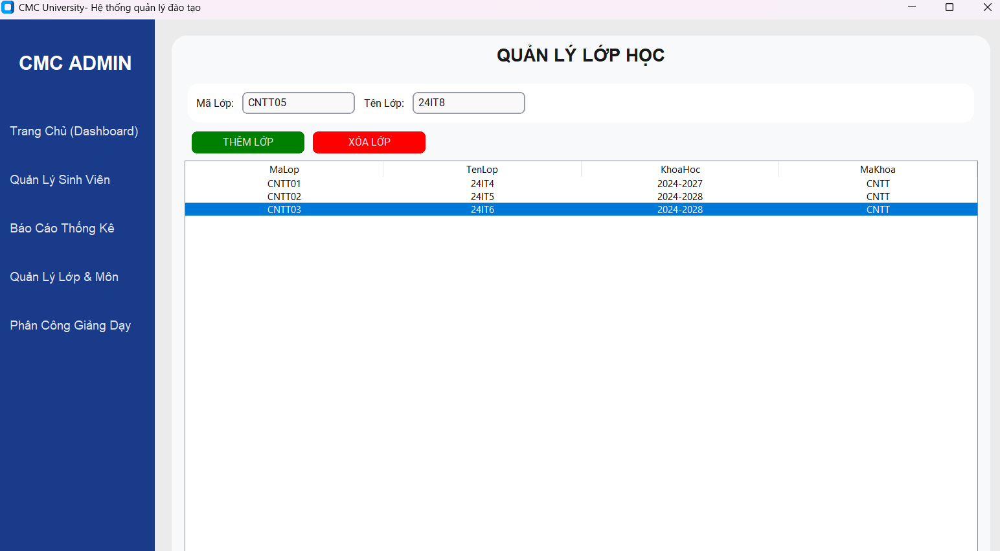 CMC University- Hệ thống quản lý đào tạo
CMC ADMIN
Trang Chủ (Dashboard)
Quản Lý Sinh Viên
Báo Cáo Thống Kê
Quản Lý Lớp & Môn
Phân Công Giảng Dạy
QUẢN LÝ LỚP HỌC
Mã Lớp: CNTT05 Tên Lớp: 24IT8
THÊM LỚP XÓA LỚP
MaLop TenLop KhoaHoc MaKhoa
CNTT01 24IT4 2024-2027 CNTT
CNTT02 24IT5 2024-2028 CNTT
CNTT03 24IT6 2024-2028 CNTT